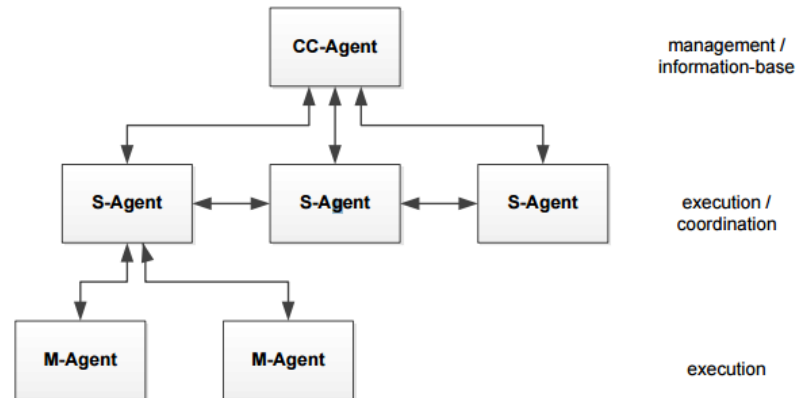 CC-Agent
management /
information-base
S-Agent
S-Agent
S-Agent
execution /
coordination
M-Agent
M-Agent
execution